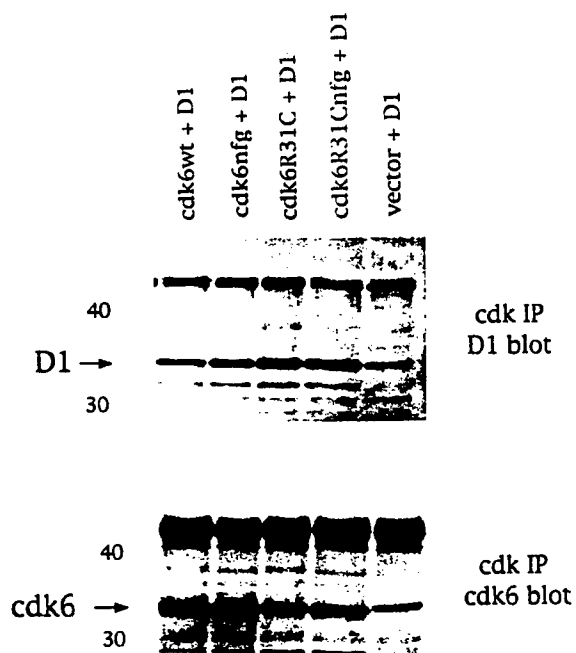 cdk6wt + D1
cdk6nfg + D1
cdk6R31C + D1
cdk6R31Cnfg + D1
vector + D1
40
D1
30
cdk IP
D1 blot
40
cdk6
30
cdk IP
cdk6 blot